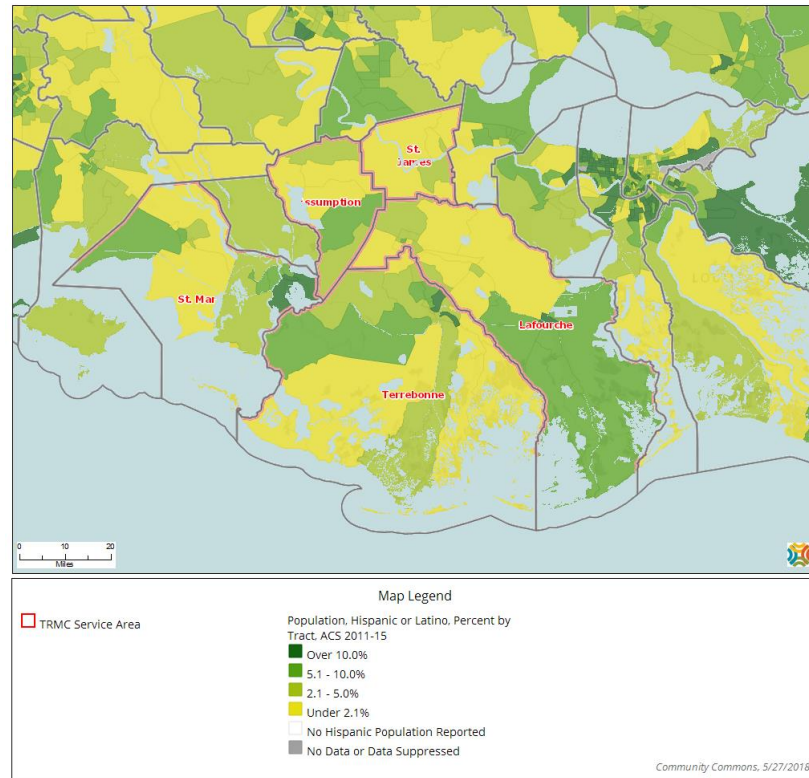 St.
James
ssumption
St. Mar
Lafourche
Terrebonne
0 10 20
Miles
Map Legend
TRMC Service Area
Population, Hispanic or Latino, Percent by
Tract, ACS 2011-15
Over 10.0%
5.1 - 10.0%
2.1 - 5.0%
Under 2.1%
No Hispanic Population Reported
No Data or Data Suppressed
Community Commons, 5/27/2018